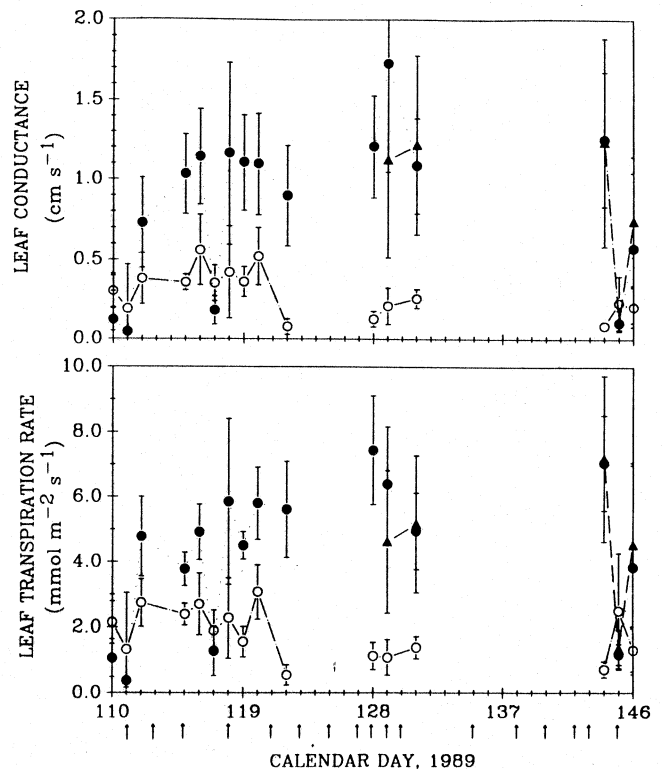 2.0
1.5
1.0
0.5
0.0
LEAF CONDUCTANCE
(cm s⁻¹)
10.0
8.0
6.0
4.0
2.0
0.0
LEAF TRANSPIRATION RATE
(mmol m⁻² s⁻¹)
110 119 128 137 146
CALENDAR DAY, 1989